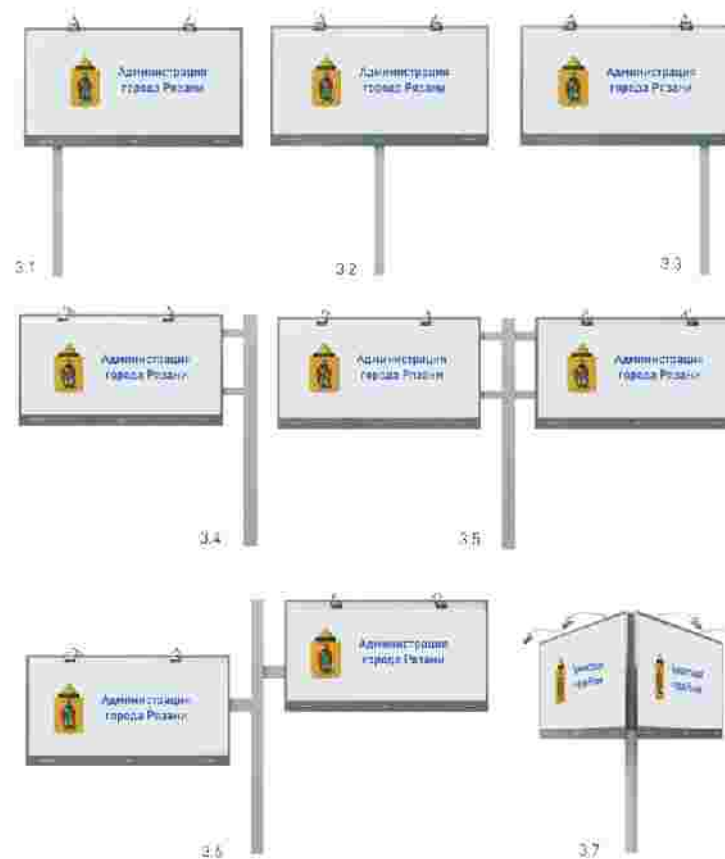 Администрация
города Рязани
Администрация
города Рязани
Администрация
города Рязани
3.1
3.2
3.3
Администрация
города Рязани
Администрация
города Рязани
Администрация
города Рязани
3.4
3.5
Администрация
города Рязани
Администрация
города Рязани
3.6
3.7